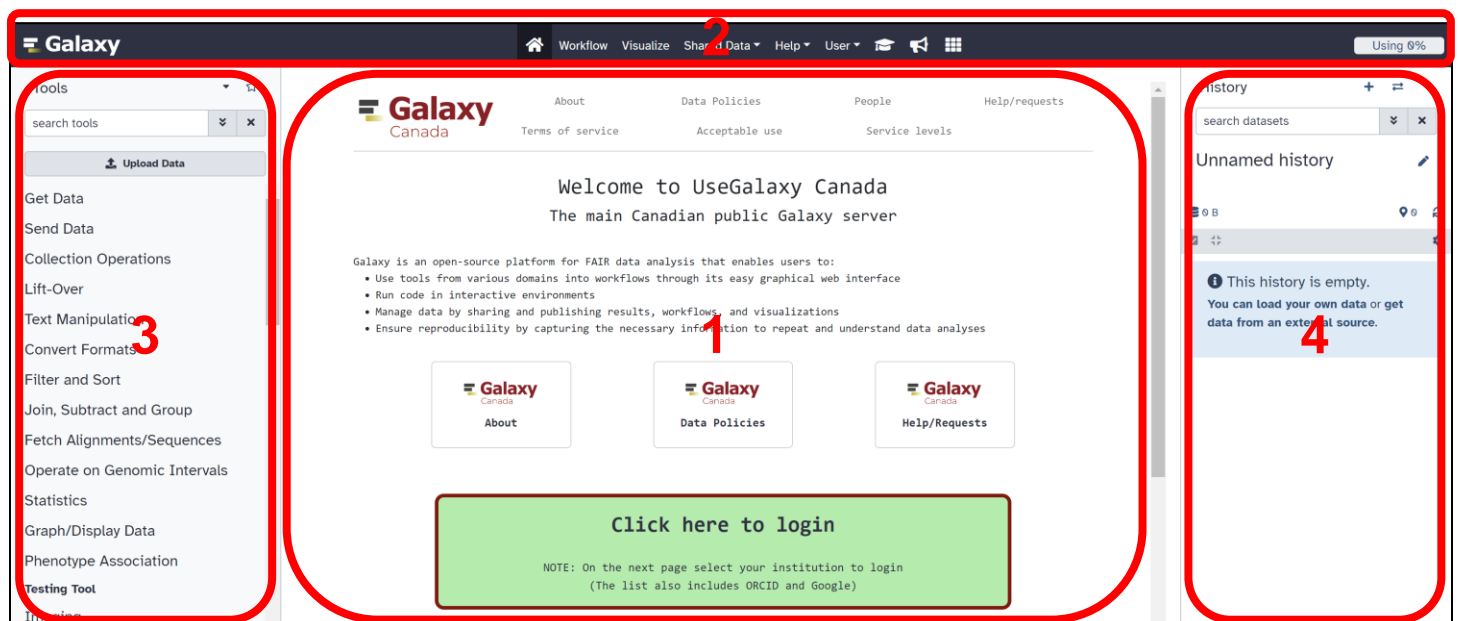 Galaxy
Workflow Visualize Shared Data Help User
2
Using 0%
Tools
search tools
Upload Data
Get Data
Send Data
Collection Operations
Lift-Over
Text Manipulation
3
Convert Formats
Filter and Sort
Join, Subtract and Group
Fetch Alignments/Sequences
Operate on Genomic Intervals
Statistics
Graph/Display Data
Phenotype Association
Testing Tool
Imaging
Galaxy
Canada
About Data Policies People Help/requests
Terms of service Acceptable use Service levels
Welcome to UseGalaxy Canada
The main Canadian public Galaxy server
Galaxy is an open-source platform for FAIR data analysis that enables users to:
• Use tools from various domains into workflows through its easy graphical web interface
• Run code in interactive environments
• Manage data by sharing and publishing results, workflows, and visualizations
• Ensure reproducibility by capturing the necessary information to repeat and understand data analyses
1
Galaxy
Canada
About
Galaxy
Canada
Data Policies
Galaxy
Canada
Help/Requests
Click here to login
NOTE: On the next page select your institution to login
(The list also includes ORCID and Google)
History
search datasets
Unnamed history
0 B 0
This history is empty.
You can load your own data or get
data from an external source.
4